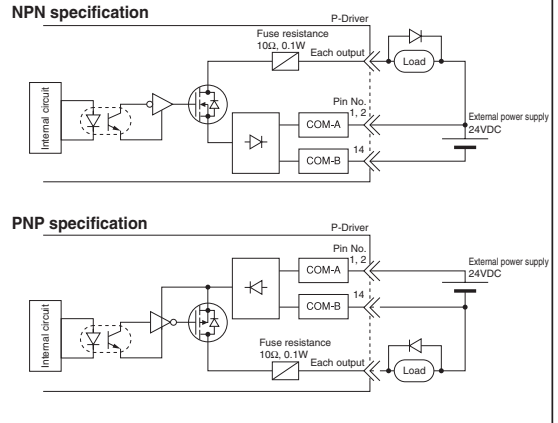 NPN specification
P-Driver
Fuse resistance
10Ω, 0.1W
Each output
Load
Internal circuit
Pin No.
1, 2
COM-A
External power supply
24VDC
14
COM-B
PNP specification
P-Driver
Pin No.
1, 2
COM-A
External power supply
24VDC
14
COM-B
Internal circuit
Fuse resistance
10Ω, 0.1W
Each output
Load